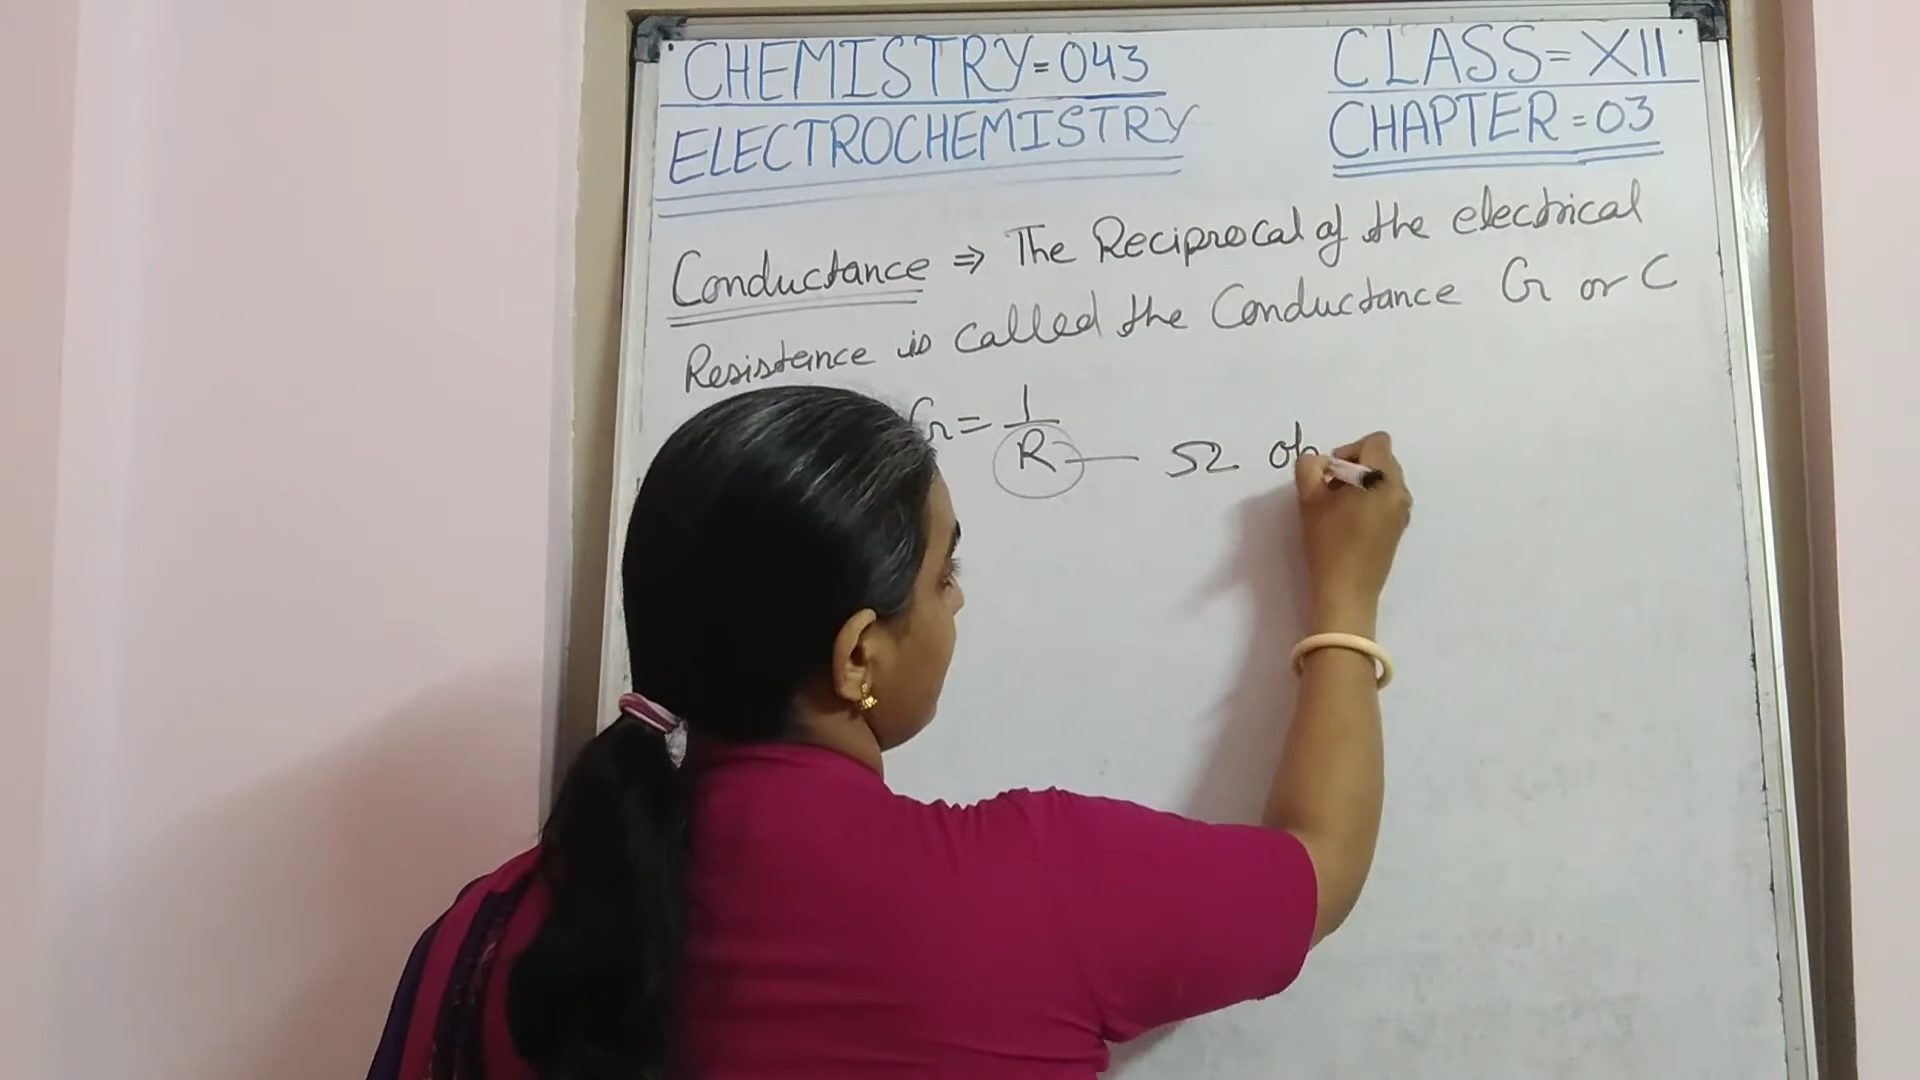 CHEMISTRY=043
CLASS=XII
ELECTROCHEMISTRY
CHAPTER=03
Conductance ⇒ The Reciprocal of the electrical
Resistence is called the Conductance G or C
G = 1/R — Ω oh